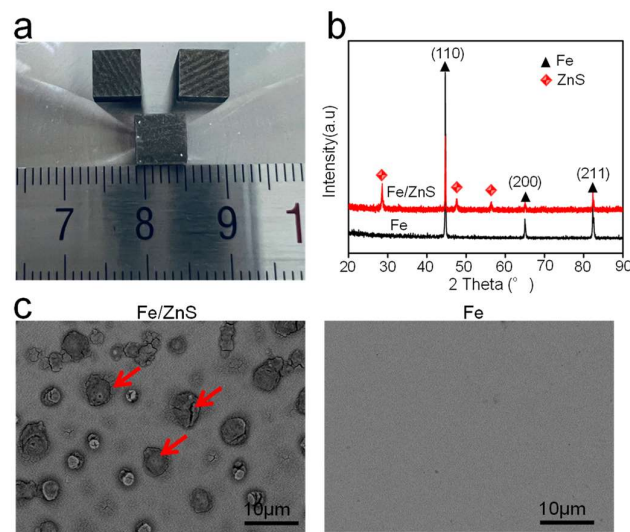 a
7 8 9 1
b
Intensity(a.u)
(110)
Fe
ZnS
(200)
(211)
Fe/ZnS
Fe
20 30 40 50 60 70 80 90
2 Theta (°)
c
Fe/ZnS
Fe
10μm
10μm